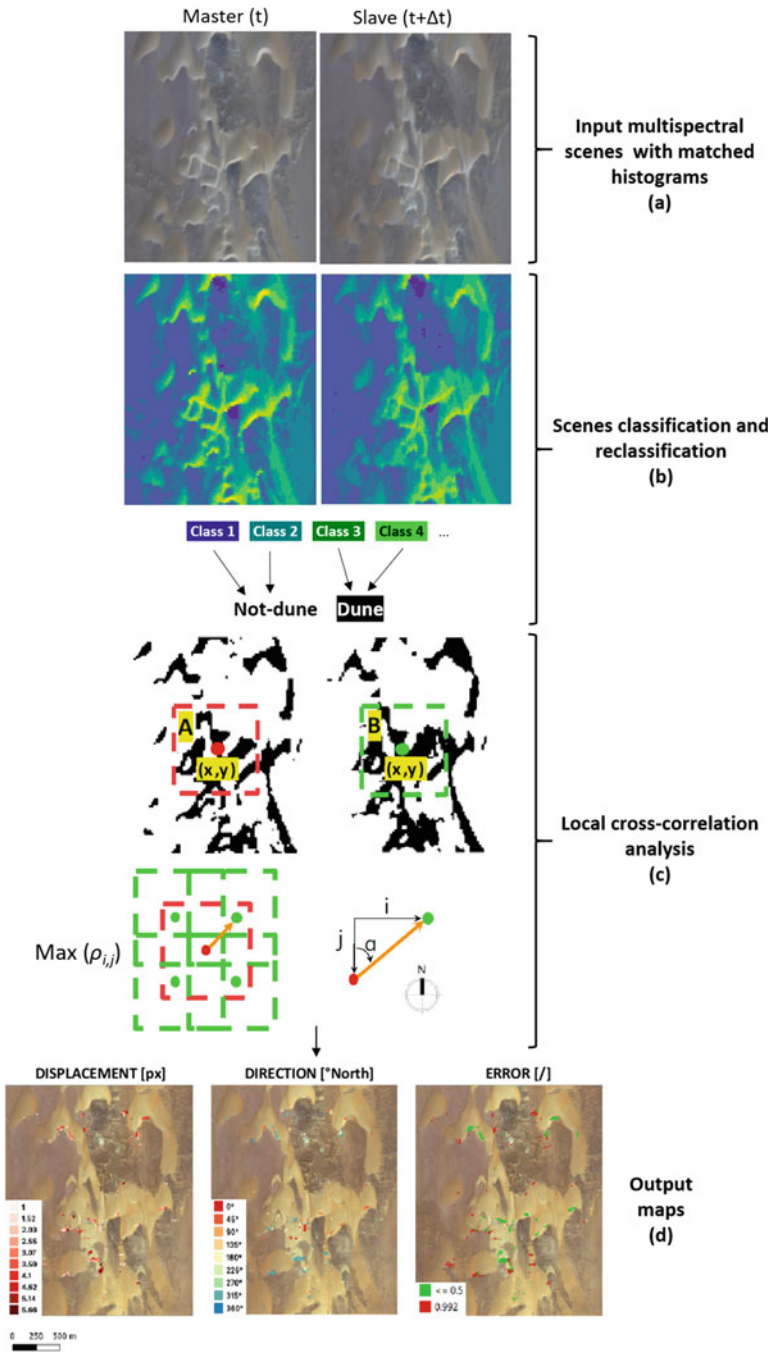 Master (t)
Slave (t+Δt)
Input multispectral
scenes with matched
histograms
(a)
Scenes classification and
reclassification
(b)
Class 1
Class 2
Class 3
Class 4
...
Not-dune
Dune
A
(x,y)
B
(x,y)
Local cross-correlation
analysis
(c)
Max (ρi,j)
i
j
α
N
DISPLACEMENT [px]
DIRECTION [°North]
ERROR [/]
1
1.52
2.03
2.55
3.07
3.59
4.1
4.62
5.14
5.66
0°
45°
90°
135°
180°
225°
270°
315°
360°
<= 0.5
0.992
Output
maps
(d)
0 250 500 m